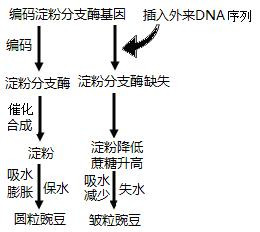 编码淀粉分支酶基因
插入外来DNA序列
编码
淀粉分支酶
淀粉分支酶缺失
催化
合成
淀粉
淀粉降低
蔗糖升高
吸水
膨胀
保水
吸水
减少
失水
圆粒豌豆
皱粒豌豆